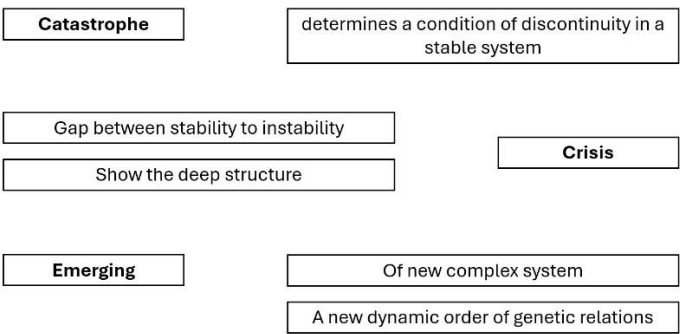 Catastrophe
determines a condition of discontinuity in a
stable system
Gap between stability to instability
Crisis
Show the deep structure
Emerging
Of new complex system
A new dynamic order of genetic relations